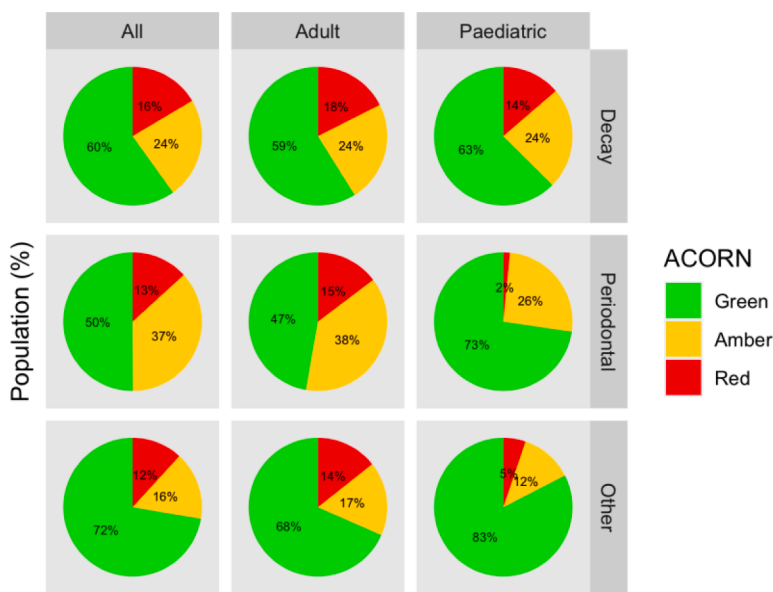 All
Adult
Paediatric
16%
24%
60%
18%
24%
59%
14%
24%
63%
Decay
13%
37%
50%
15%
38%
47%
2%
26%
73%
Periodontal
12%
16%
72%
14%
17%
68%
5%
12%
83%
Other
Population (%)
ACORN
Green
Amber
Red